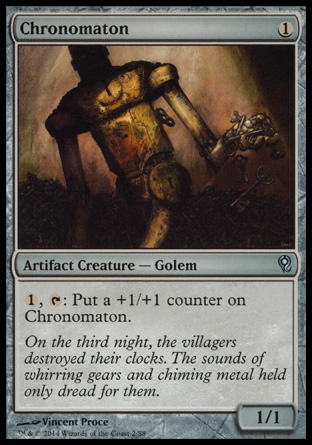 Chronomaton 1
Artifact Creature — Golem
1, T: Put a +1/+1 counter on
Chronomaton.
On the third night, the villagers
destroyed their clocks. The sounds of
whirring gears and chiming metal held
only dread for them.
1/1
Vincent Proce
™ & © 2014 Wizards of the Coast 2/88